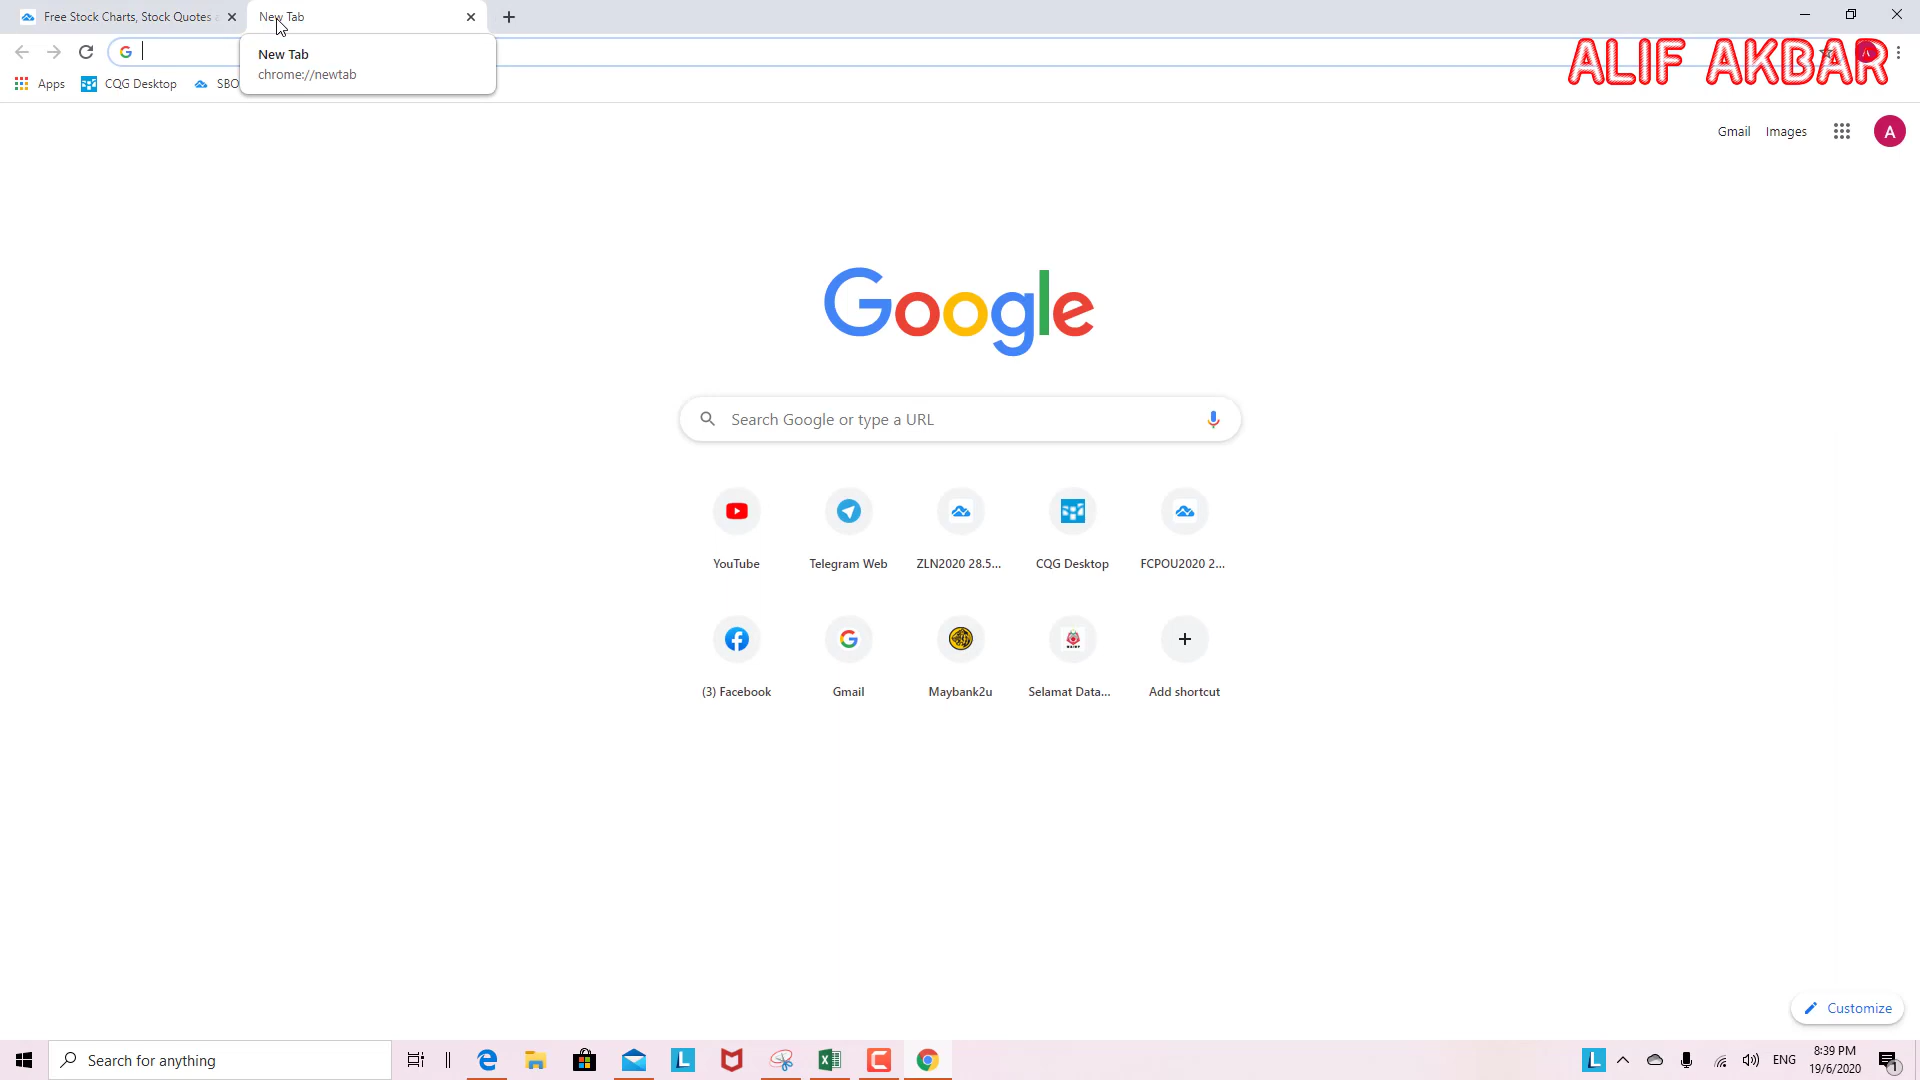 Free Stock Charts, Stock Quotes
New Tab
New Tab
chrome://newtab
ALIF AKBAR
Apps
CQG Desktop
SBO
Gmail
Images
A
Google
Search Google or type a URL
YouTube
Telegram Web
ZLN2020 28.5...
CQG Desktop
FCPOU2020 2...
(3) Facebook
Gmail
Maybank2u
Selamat Data...
Add shortcut
Customize
Search for anything
ENG
8:39 PM
19/6/2020
1